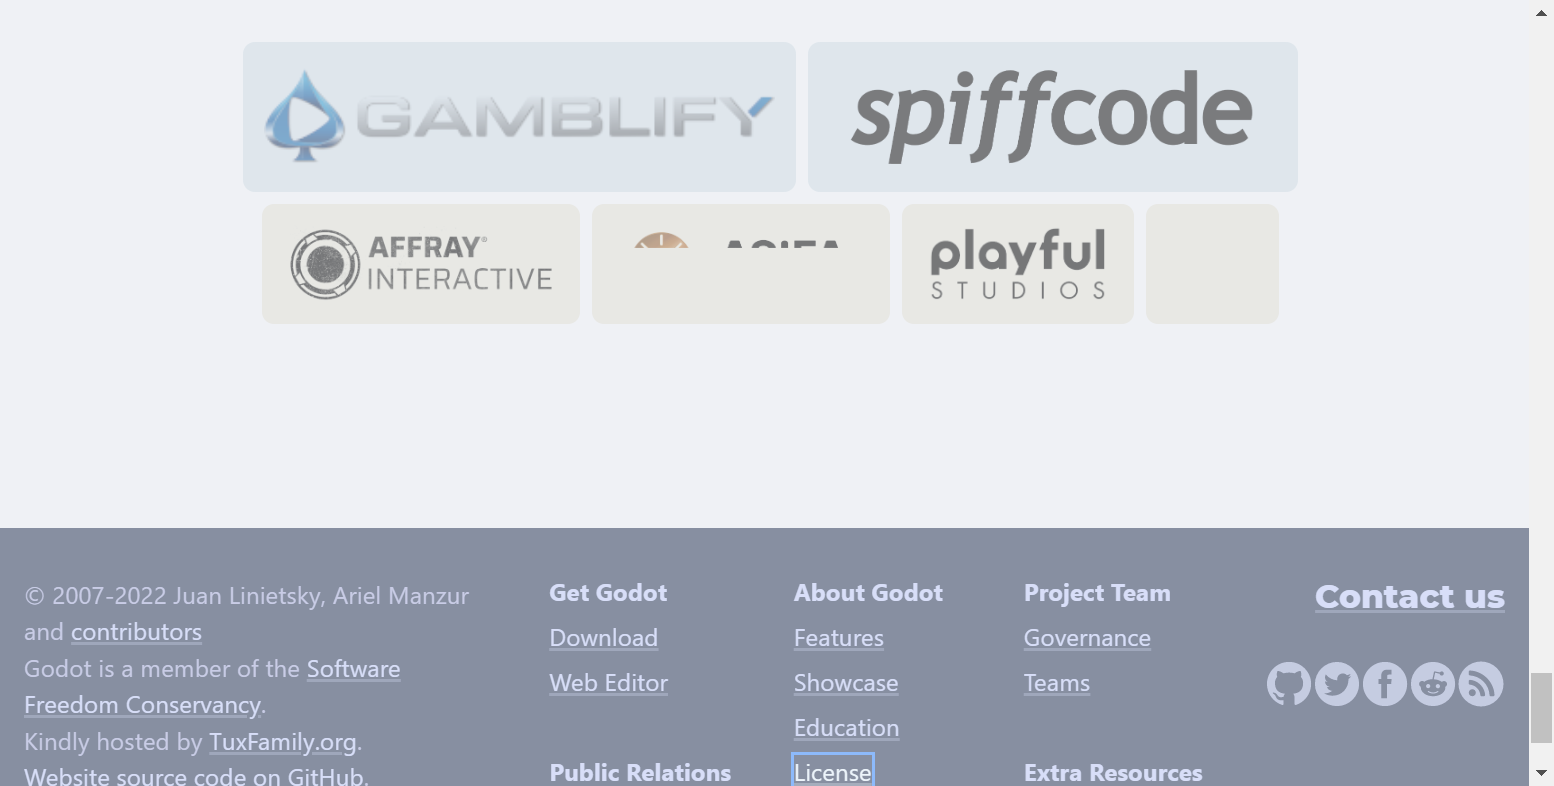 GAMBLIFY
spiffcode
AFFRAY®
INTERACTIVE
playful
STUDIOS
© 2007-2022 Juan Linietsky, Ariel Manzur
and contributors
Godot is a member of the Software
Freedom Conservancy.
Kindly hosted by TuxFamily.org.
Website source code on GitHub.
Get Godot
Download
Web Editor
Public Relations
About Godot
Features
Showcase
Education
License
Project Team
Governance
Teams
Extra Resources
Contact us